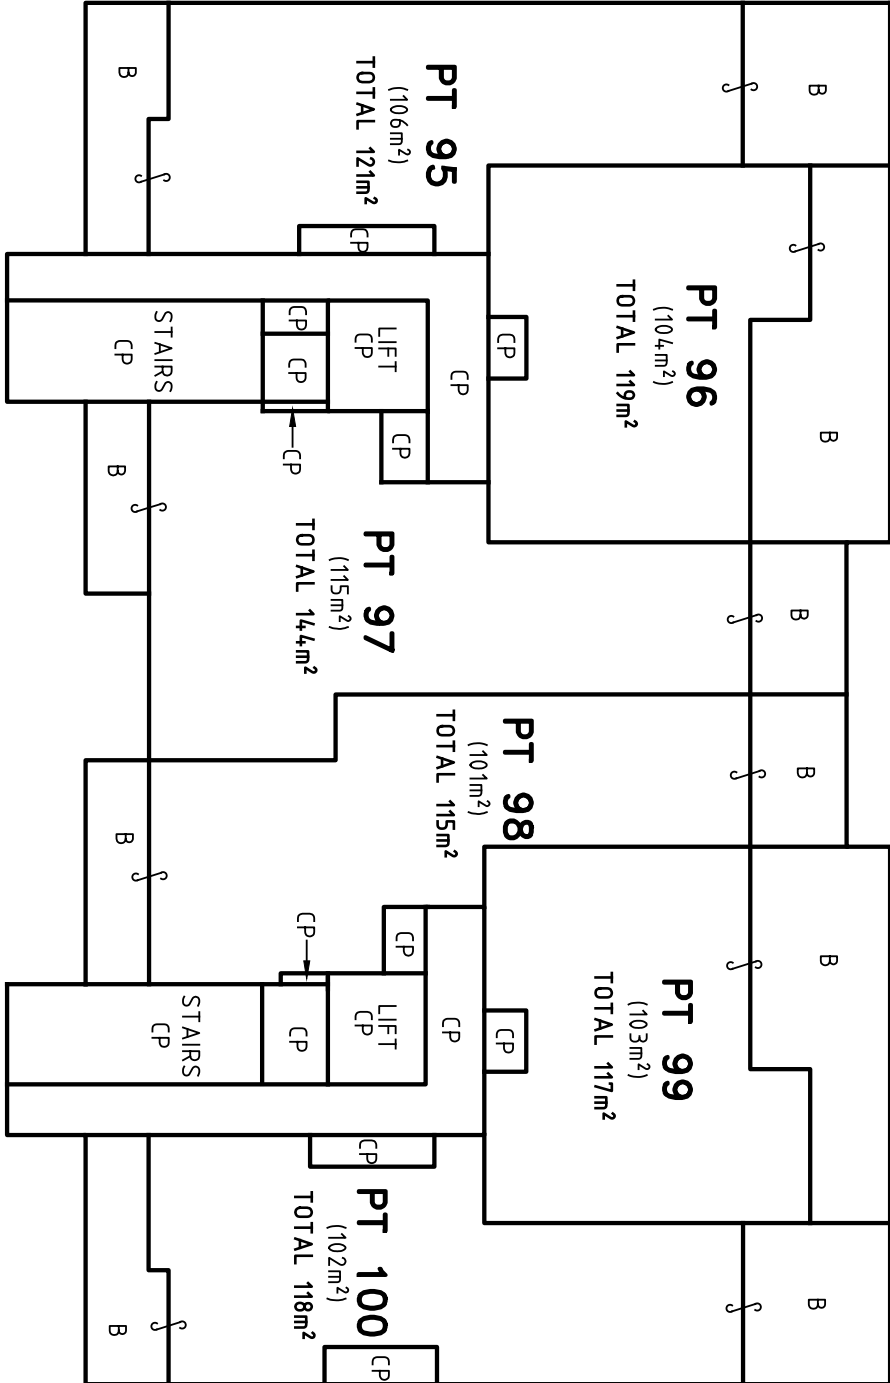 B
B
PT 95
(106m²)
TOTAL 121m²
CP
PT 96
(104m²)
TOTAL 119m²
CP
CP
LIFT
CP
CP
CP
STAIRS
CP
CP
CP
B
B
PT 97
(115m²)
TOTAL 144m²
B
PT 98
(101m²)
TOTAL 115m²
B
B
CP
CP
LIFT
CP
CP
STAIRS
CP
CP
CP
B
PT 99
(103m²)
TOTAL 117m²
CP
PT 100
(102m²)
TOTAL 118m²
B
B
CP